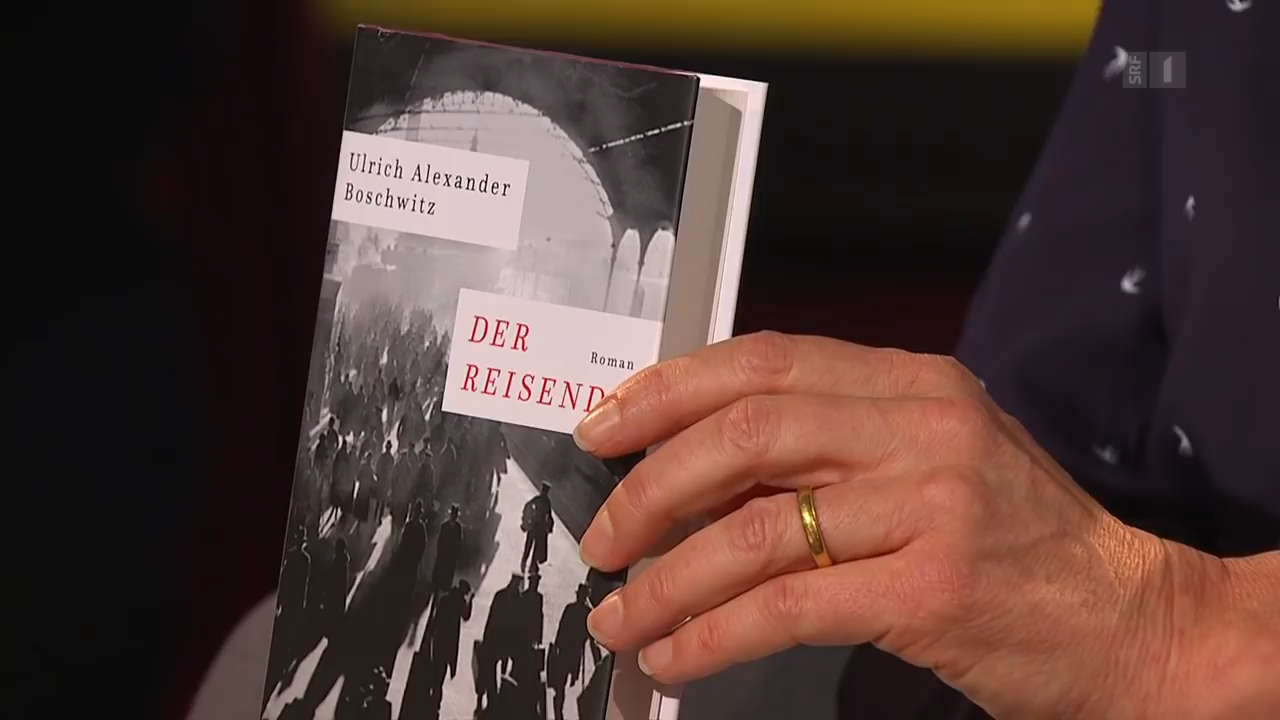 SRF 1
Ulrich Alexander
Boschwitz
DER
Roman
REISEND